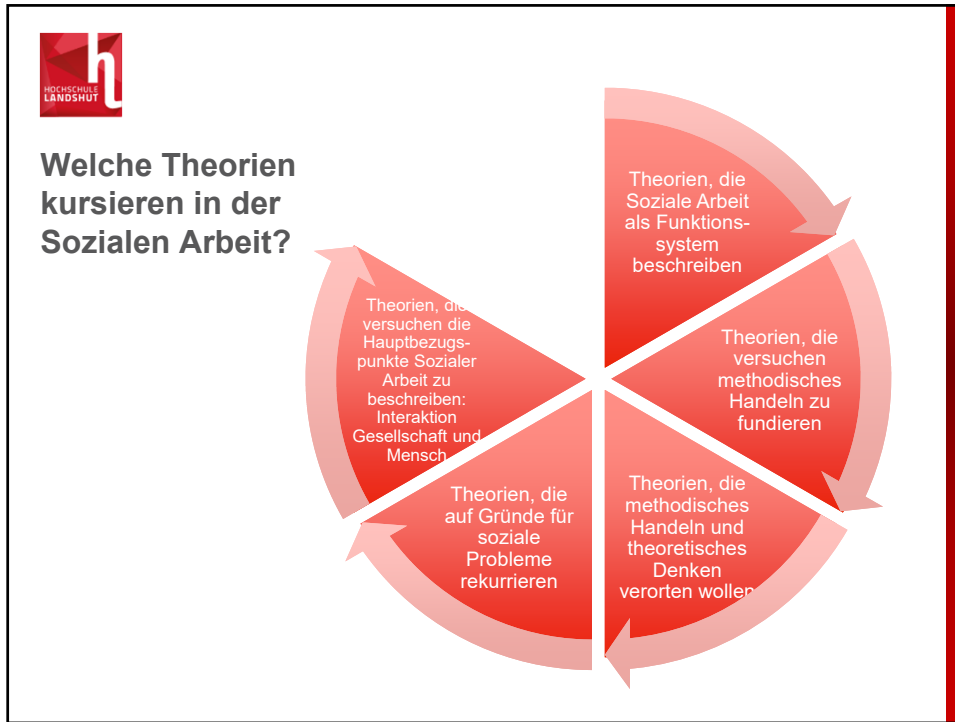 h
HOCHSCHULE
LANDSHUT
Welche Theorien
kursieren in der
Sozialen Arbeit?
Theorien, die
Soziale Arbeit
als Funktions-
system
beschreiben
Theorien, die
versuchen
methodisches
Handeln zu
fundieren
Theorien, die
methodisches
Handeln und
theoretisches
Denken
verorten wollen
Theorien, die
auf Gründe für
soziale
Probleme
rekurrieren
Theorien, die
versuchen die
Hauptbezugs-
punkte Sozialer
Arbeit zu
beschreiben:
Interaktion
Gesellschaft und
Mensch